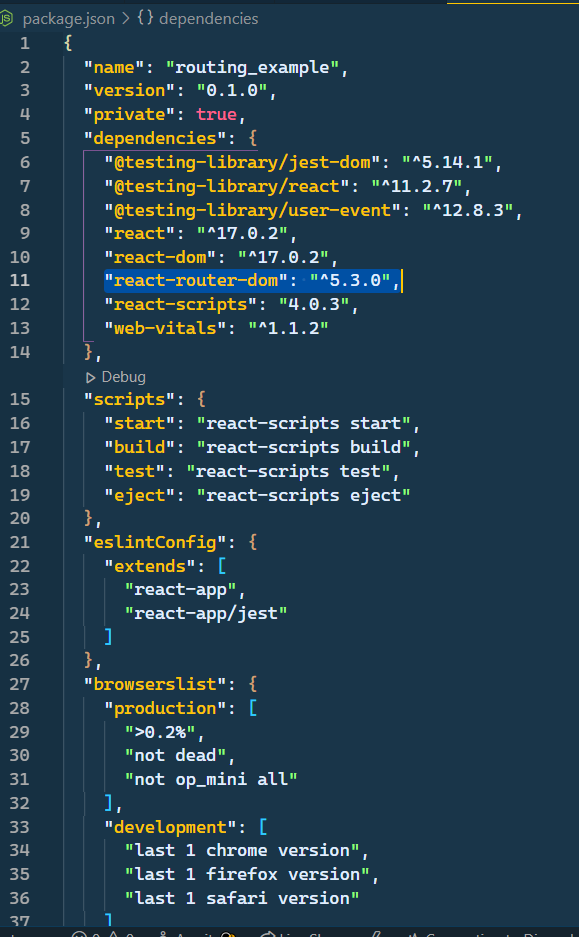 package.json > {} dependencies
1 {
2 "name": "routing_example",
3 "version": "0.1.0",
4 "private": true,
5 "dependencies": {
6 "@testing-library/jest-dom": "^5.14.1",
7 "@testing-library/react": "^11.2.7",
8 "@testing-library/user-event": "^12.8.3",
9 "react": "^17.0.2",
10 "react-dom": "^17.0.2",
11 "react-router-dom": "^5.3.0",
12 "react-scripts": "4.0.3",
13 "web-vitals": "^1.1.2"
14 },
Debug
15 "scripts": {
16 "start": "react-scripts start",
17 "build": "react-scripts build",
18 "test": "react-scripts test",
19 "eject": "react-scripts eject"
20 },
21 "eslintConfig": {
22 "extends": [
23 "react-app",
24 "react-app/jest"
25 ]
26 },
27 "browserslist": {
28 "production": [
29 ">0.2%",
30 "not dead",
31 "not op_mini all"
32 ],
33 "development": [
34 "last 1 chrome version",
35 "last 1 firefox version",
36 "last 1 safari version"
37 ]